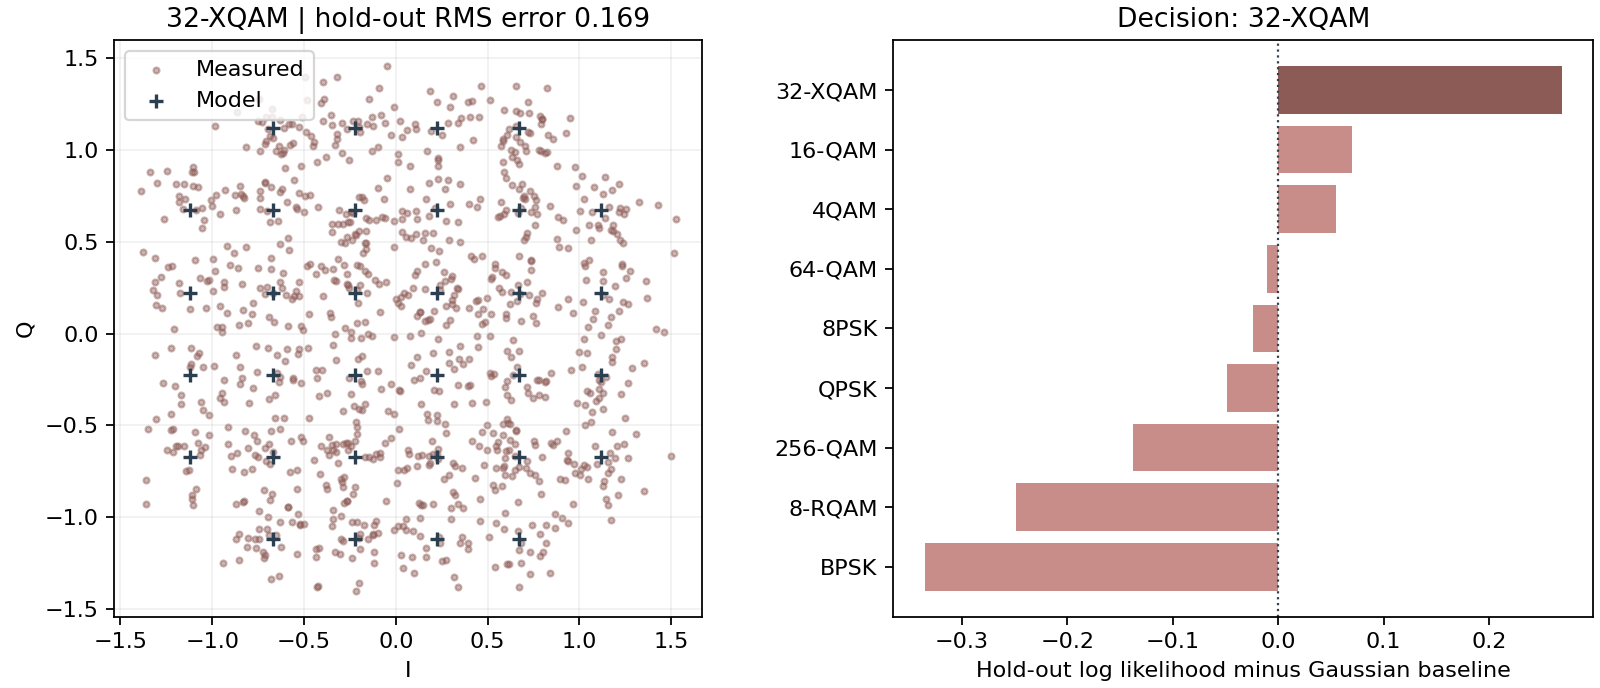 32-XQAM | hold-out RMS error 0.169
Measured
Model
1.5
1.0
0.5
0.0
−0.5
−1.0
−1.5
Q
−1.5 −1.0 −0.5 0.0 0.5 1.0 1.5
I
Decision: 32-XQAM
32-XQAM
16-QAM
4QAM
64-QAM
8PSK
QPSK
256-QAM
8-RQAM
BPSK
−0.3 −0.2 −0.1 0.0 0.1 0.2
Hold-out log likelihood minus Gaussian baseline